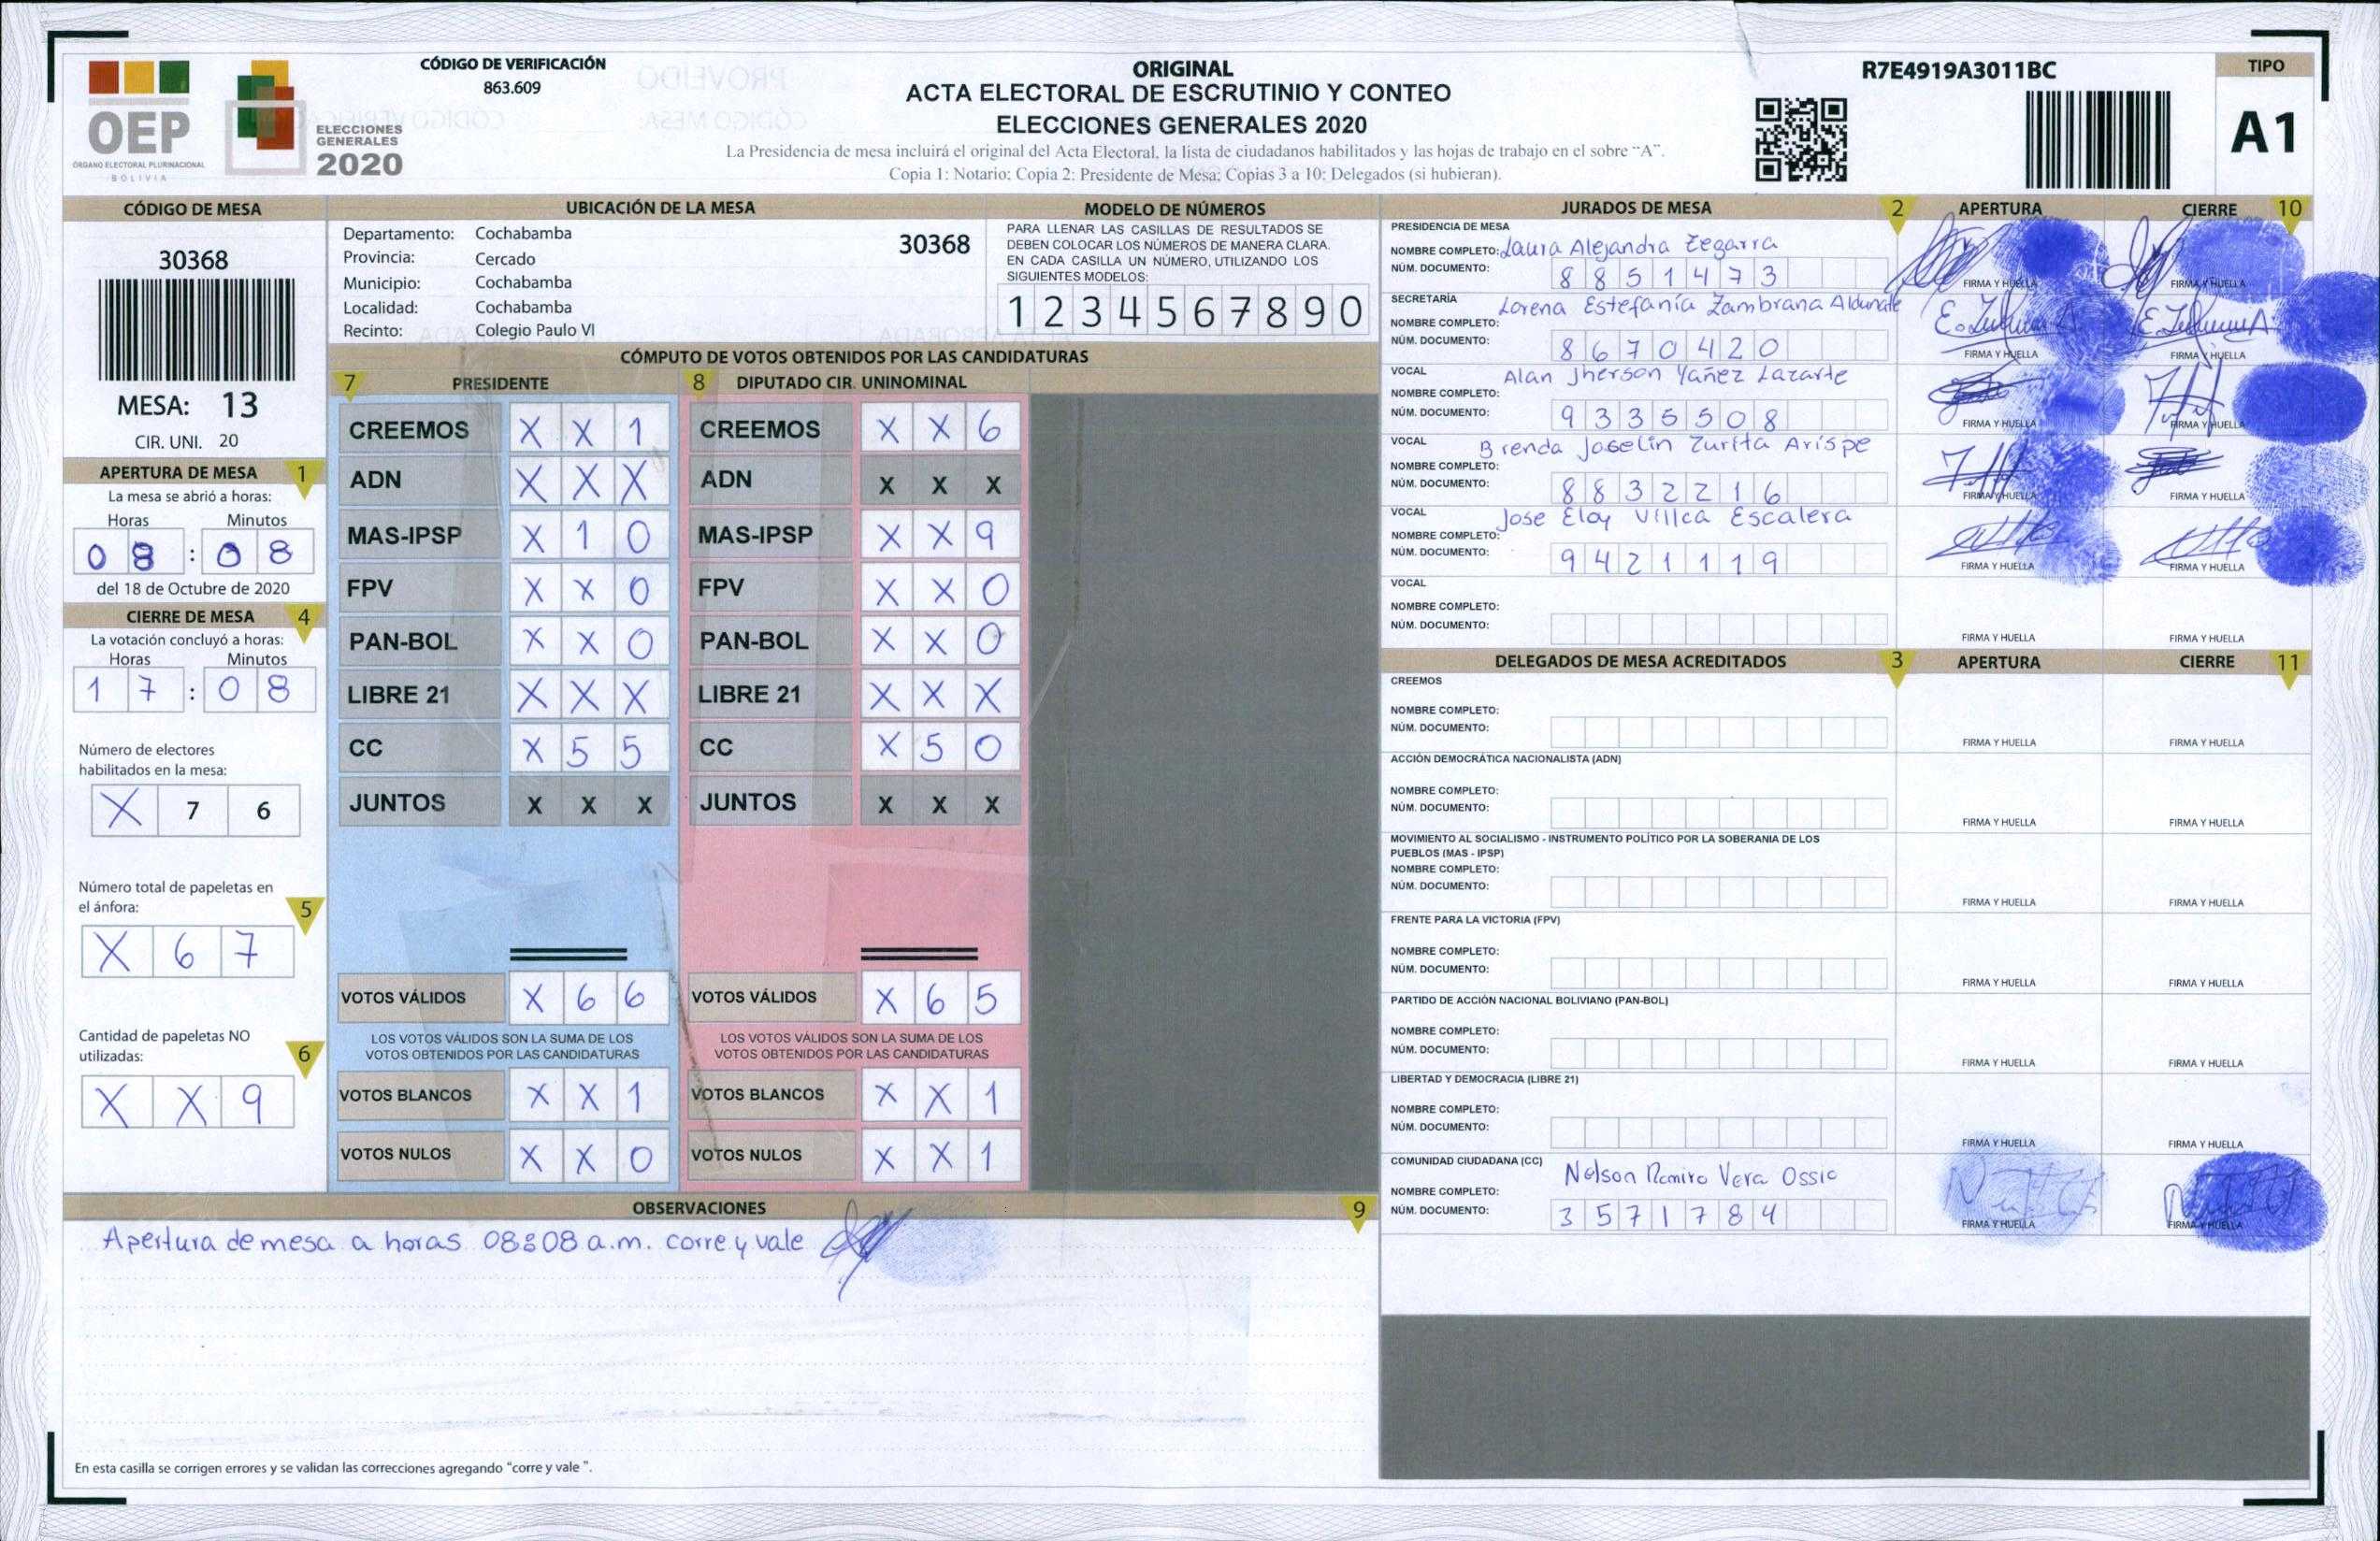 CÓDIGO DE VERIFICACIÓN
863.609
OEP
ÓRGANO ELECTORAL PLURINACIONAL
BOLIVIA
ELECCIONES
GENERALES
2020
ORIGINAL
ACTA ELECTORAL DE ESCRUTINIO Y CONTEO
ELECCIONES GENERALES 2020
La Presidencia de mesa incluirá el original del Acta Electoral, la lista de ciudadanos habilitados y las hojas de trabajo en el sobre "A".
Copia 1: Notario; Copia 2: Presidente de Mesa; Copias 3 a 10: Delegados (si hubieran).
R7E4919A3011BC
TIPO
A1
CÓDIGO DE MESA
30368
MESA: 13
CIR. UNI. 20
APERTURA DE MESA 1
La mesa se abrió a horas:
Horas Minutos
0 8 : 0 8
del 18 de Octubre de 2020
CIERRE DE MESA 4
La votación concluyó a horas:
Horas Minutos
1 7 : 0 8
Número de electores
habilitados en la mesa:
X 7 6
Número total de papeletas en
el ánfora: 5
X 6 7
Cantidad de papeletas NO
utilizadas: 6
X X 9
UBICACIÓN DE LA MESA
Departamento: Cochabamba 30368
Provincia: Cercado
Municipio: Cochabamba
Localidad: Cochabamba
Recinto: Colegio Paulo VI
MODELO DE NÚMEROS
PARA LLENAR LAS CASILLAS DE RESULTADOS SE
DEBEN COLOCAR LOS NÚMEROS DE MANERA CLARA.
EN CADA CASILLA UN NÚMERO, UTILIZANDO LOS
SIGUIENTES MODELOS:
1 2 3 4 5 6 7 8 9 0
CÓMPUTO DE VOTOS OBTENIDOS POR LAS CANDIDATURAS
7 PRESIDENTE 8 DIPUTADO CIR. UNINOMINAL
CREEMOS X X 1 CREEMOS X X 6
ADN X X X ADN X X X
MAS-IPSP X 1 0 MAS-IPSP X X 9
FPV X X 0 FPV X X 0
PAN-BOL X X 0 PAN-BOL X X 0
LIBRE 21 X X X LIBRE 21 X X X
CC X 5 5 CC X 5 0
JUNTOS X X X JUNTOS X X X
VOTOS VÁLIDOS X 6 6 VOTOS VÁLIDOS X 6 5
LOS VOTOS VÁLIDOS SON LA SUMA DE LOS LOS VOTOS VÁLIDOS SON LA SUMA DE LOS
VOTOS OBTENIDOS POR LAS CANDIDATURAS VOTOS OBTENIDOS POR LAS CANDIDATURAS
VOTOS BLANCOS X X 1 VOTOS BLANCOS X X 1
VOTOS NULOS X X 0 VOTOS NULOS X X 1
OBSERVACIONES 9
Apertura de mesa a horas 08:08 a.m. corre y vale
En esta casilla se corrigen errores y se validan las correcciones agregando "corre y vale ".
JURADOS DE MESA 2 APERTURA CIERRE 10
PRESIDENCIA DE MESA
NOMBRE COMPLETO: Laura Alejandra Zegarra
NÚM. DOCUMENTO: 8 8 5 1 4 7 3
FIRMA Y HUELLA FIRMA Y HUELLA
SECRETARÍA
Lorena Estefanía Zambrana Aldunate
NOMBRE COMPLETO:
NÚM. DOCUMENTO: 8 6 7 0 4 2 0
FIRMA Y HUELLA FIRMA Y HUELLA
VOCAL
Alan Jherson Yañez Lazarte
NOMBRE COMPLETO:
NÚM. DOCUMENTO: 9 3 3 5 5 0 8
FIRMA Y HUELLA FIRMA Y HUELLA
VOCAL
Brenda Joselin Zurita Arispe
NOMBRE COMPLETO:
NÚM. DOCUMENTO: 8 8 3 2 2 1 6
FIRMA Y HUELLA FIRMA Y HUELLA
VOCAL
Jose Eloy Villca Escalera
NOMBRE COMPLETO:
NÚM. DOCUMENTO: 9 4 2 1 1 1 9
FIRMA Y HUELLA FIRMA Y HUELLA
VOCAL
NOMBRE COMPLETO:
NÚM. DOCUMENTO:
FIRMA Y HUELLA FIRMA Y HUELLA
DELEGADOS DE MESA ACREDITADOS 3 APERTURA CIERRE 11
CREEMOS
NOMBRE COMPLETO:
NÚM. DOCUMENTO:
FIRMA Y HUELLA FIRMA Y HUELLA
ACCIÓN DEMOCRÁTICA NACIONALISTA (ADN)
NOMBRE COMPLETO:
NÚM. DOCUMENTO:
FIRMA Y HUELLA FIRMA Y HUELLA
MOVIMIENTO AL SOCIALISMO - INSTRUMENTO POLÍTICO POR LA SOBERANIA DE LOS
PUEBLOS (MAS - IPSP)
NOMBRE COMPLETO:
NÚM. DOCUMENTO:
FIRMA Y HUELLA FIRMA Y HUELLA
FRENTE PARA LA VICTORIA (FPV)
NOMBRE COMPLETO:
NÚM. DOCUMENTO:
FIRMA Y HUELLA FIRMA Y HUELLA
PARTIDO DE ACCIÓN NACIONAL BOLIVIANO (PAN-BOL)
NOMBRE COMPLETO:
NÚM. DOCUMENTO:
FIRMA Y HUELLA FIRMA Y HUELLA
LIBERTAD Y DEMOCRACIA (LIBRE 21)
NOMBRE COMPLETO:
NÚM. DOCUMENTO:
FIRMA Y HUELLA FIRMA Y HUELLA
COMUNIDAD CIUDADANA (CC)
Nelson Ramiro Vera Ossio
NOMBRE COMPLETO:
NÚM. DOCUMENTO: 3 5 7 1 7 8 4
FIRMA Y HUELLA FIRMA Y HUELLA